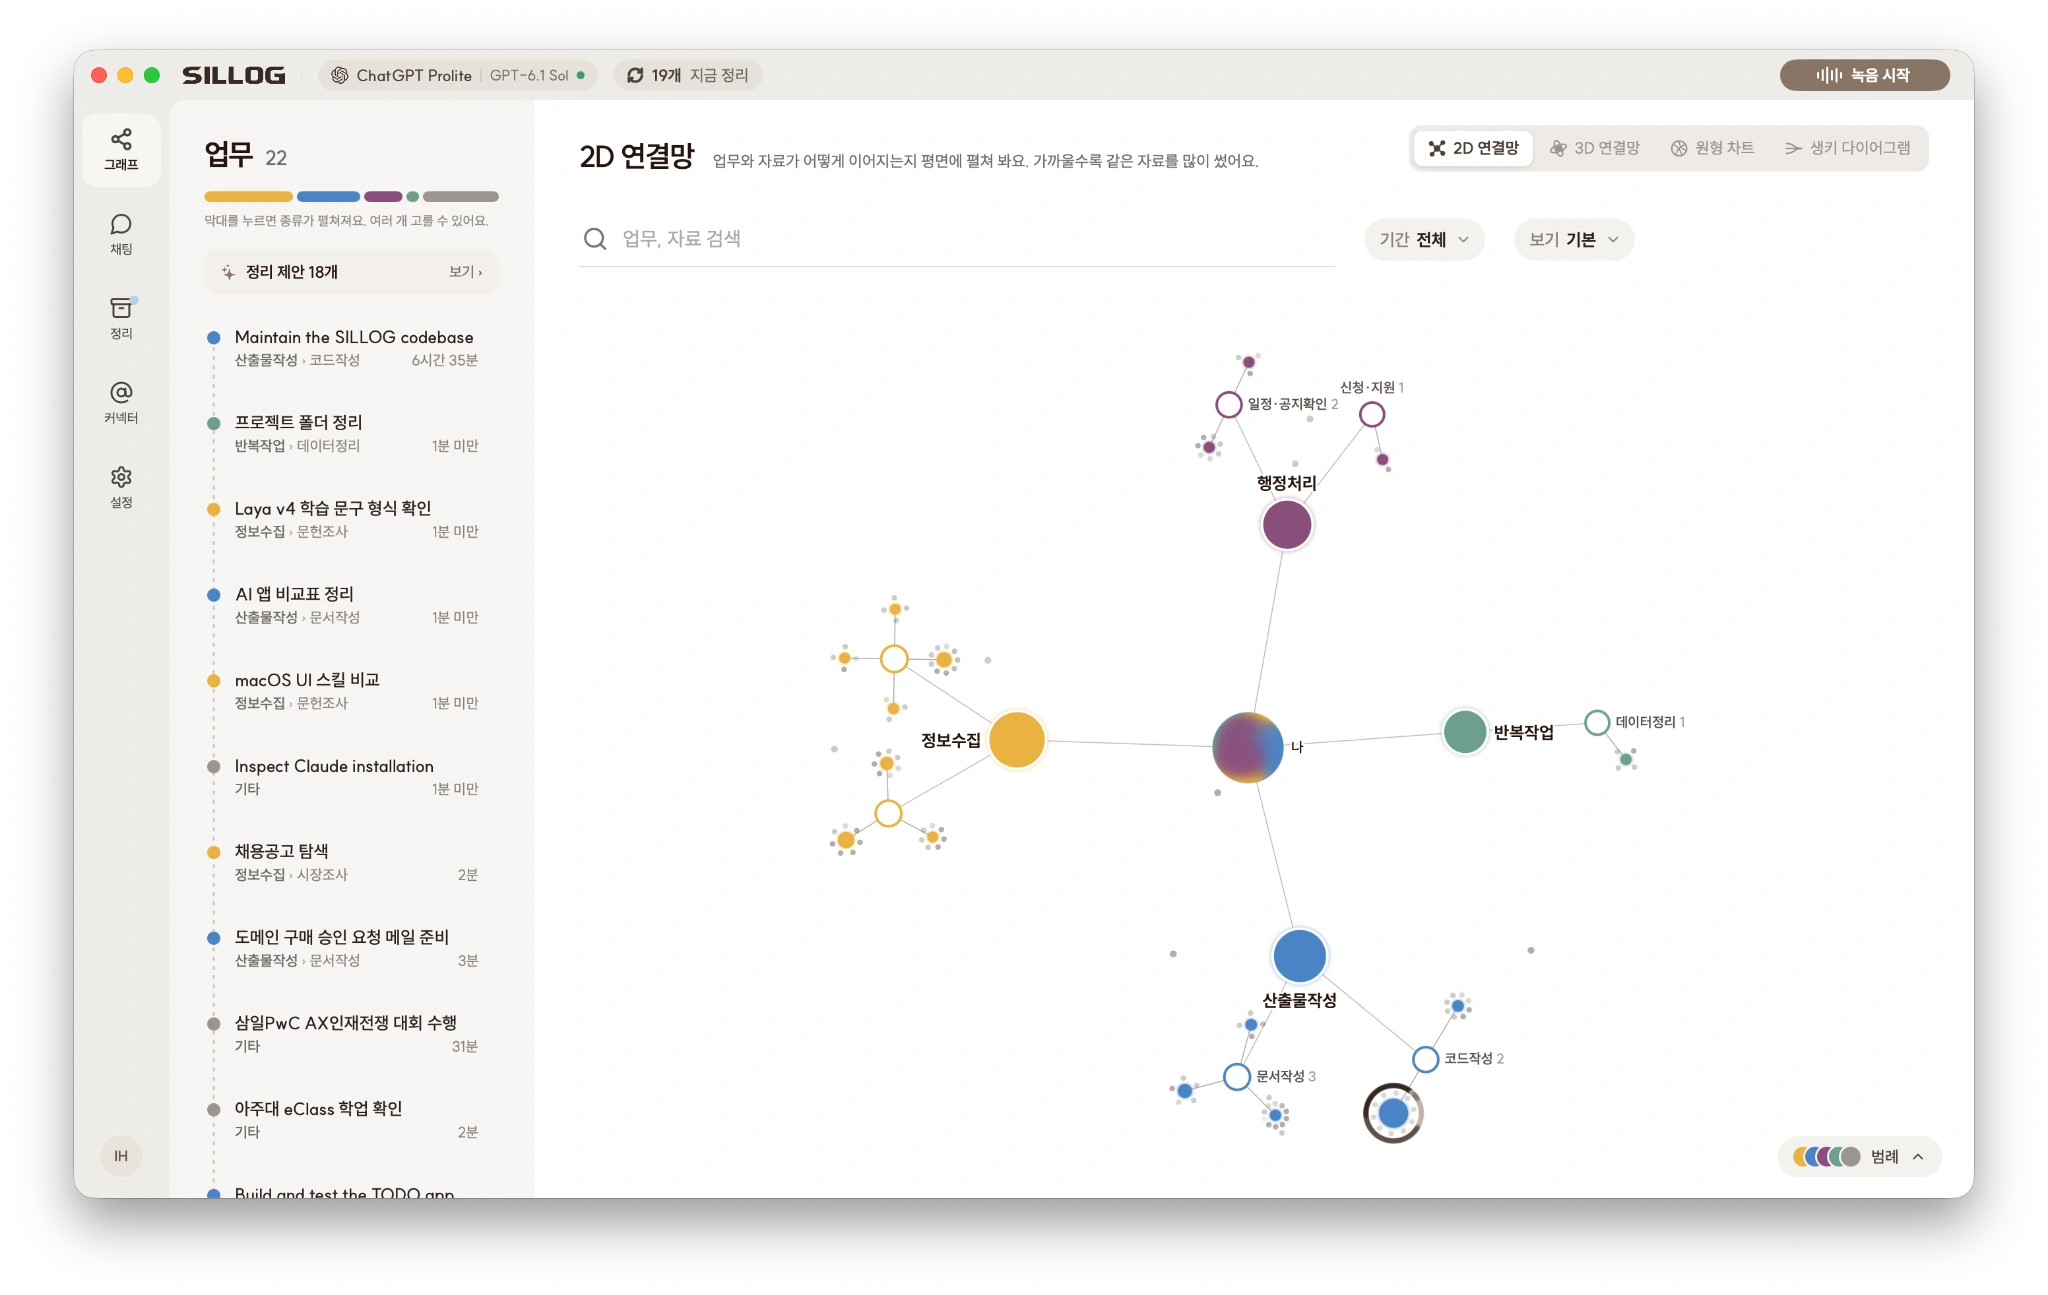 SILLOG
ChatGPT Prolite | GPT-6.1 Sol
19개 지금 정리
녹음 시작
그래프
채팅
정리
커넥터
설정
IH
업무 22
막대를 누르면 종류가 펼쳐져요. 여러 개 고를 수 있어요.
정리 제안 18개
보기 ›
Maintain the SILLOG codebase
산출물작성 › 코드작성 6시간 35분
프로젝트 폴더 정리
반복작업 › 데이터정리 1분 미만
Laya v4 학습 문구 형식 확인
정보수집 › 문헌조사 1분 미만
AI 앱 비교표 정리
산출물작성 › 문서작성 1분 미만
macOS UI 스킬 비교
정보수집 › 문헌조사 1분 미만
Inspect Claude installation
기타 1분 미만
채용공고 탐색
정보수집 › 시장조사 2분
도메인 구매 승인 요청 메일 준비
산출물작성 › 문서작성 3분
삼일PwC AX인재전쟁 대회 수행
기타 31분
아주대 eClass 학업 확인
기타 2분
Build and test the TODO app
2D 연결망
업무와 자료가 어떻게 이어지는지 평면에 펼쳐 봐요. 가까울수록 같은 자료를 많이 썼어요.
2D 연결망
3D 연결망
원형 차트
생키 다이어그램
업무, 자료 검색
기간 전체
보기 기본
신청·지원 1
일정·공지확인 2
행정처리
데이터정리 1
반복작업
정보수집
나
산출물작성
코드작성 2
문서작성 3
범례